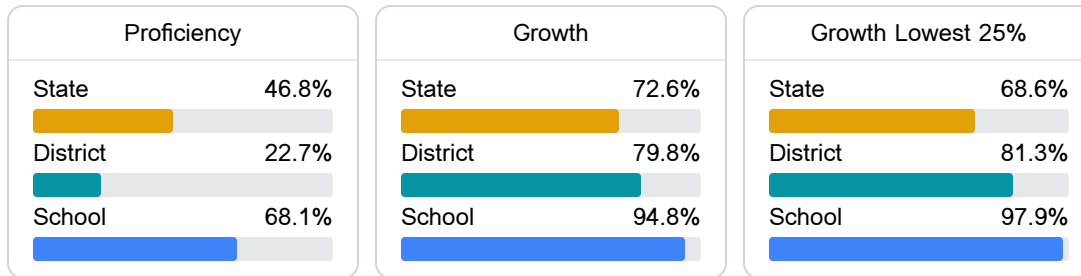 Proficiency
State 46.8%
District 22.7%
School 68.1%
Growth
State 72.6%
District 79.8%
School 94.8%
Growth Lowest 25%
State 68.6%
District 81.3%
School 97.9%